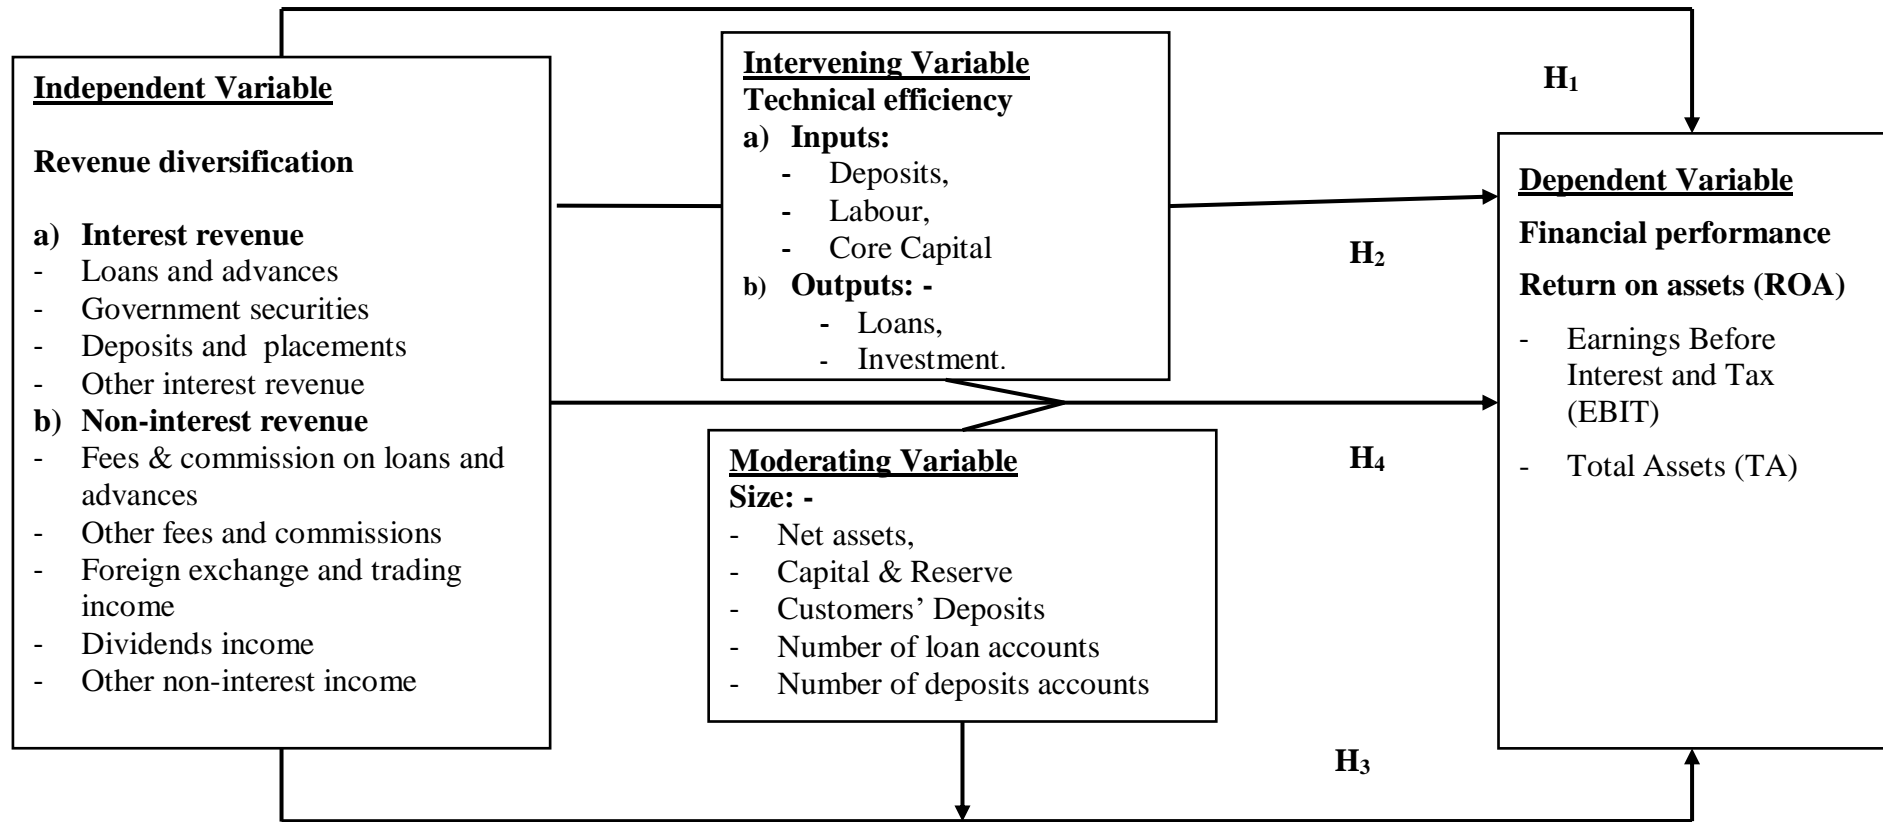 Independent Variable
Revenue diversification
a) Interest revenue
- Loans and advances
- Government securities
- Deposits and placements
- Other interest revenue
b) Non-interest revenue
- Fees & commission on loans and
advances
- Other fees and commissions
- Foreign exchange and trading
income
- Dividends income
- Other non-interest income
Intervening Variable
Technical efficiency
a) Inputs:
- Deposits,
- Labour,
- Core Capital
b) Outputs: -
- Loans,
- Investment.
Moderating Variable
Size: -
- Net assets,
- Capital & Reserve
- Customers’ Deposits
- Number of loan accounts
- Number of deposits accounts
H1
H2
H4
H3
Dependent Variable
Financial performance
Return on assets (ROA)
- Earnings Before
Interest and Tax
(EBIT)
- Total Assets (TA)